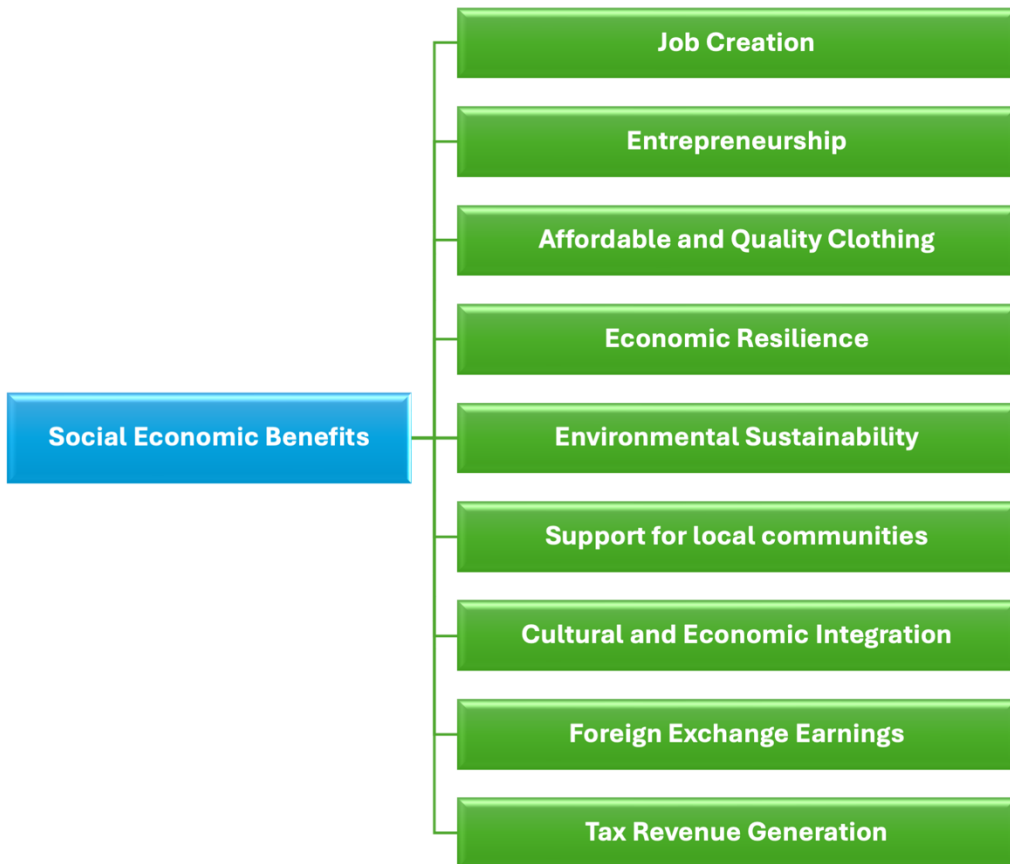 Job Creation
Entrepreneurship
Affordable and Quality Clothing
Economic Resilience
Social Economic Benefits
Environmental Sustainability
Support for local communities
Cultural and Economic Integration
Foreign Exchange Earnings
Tax Revenue Generation